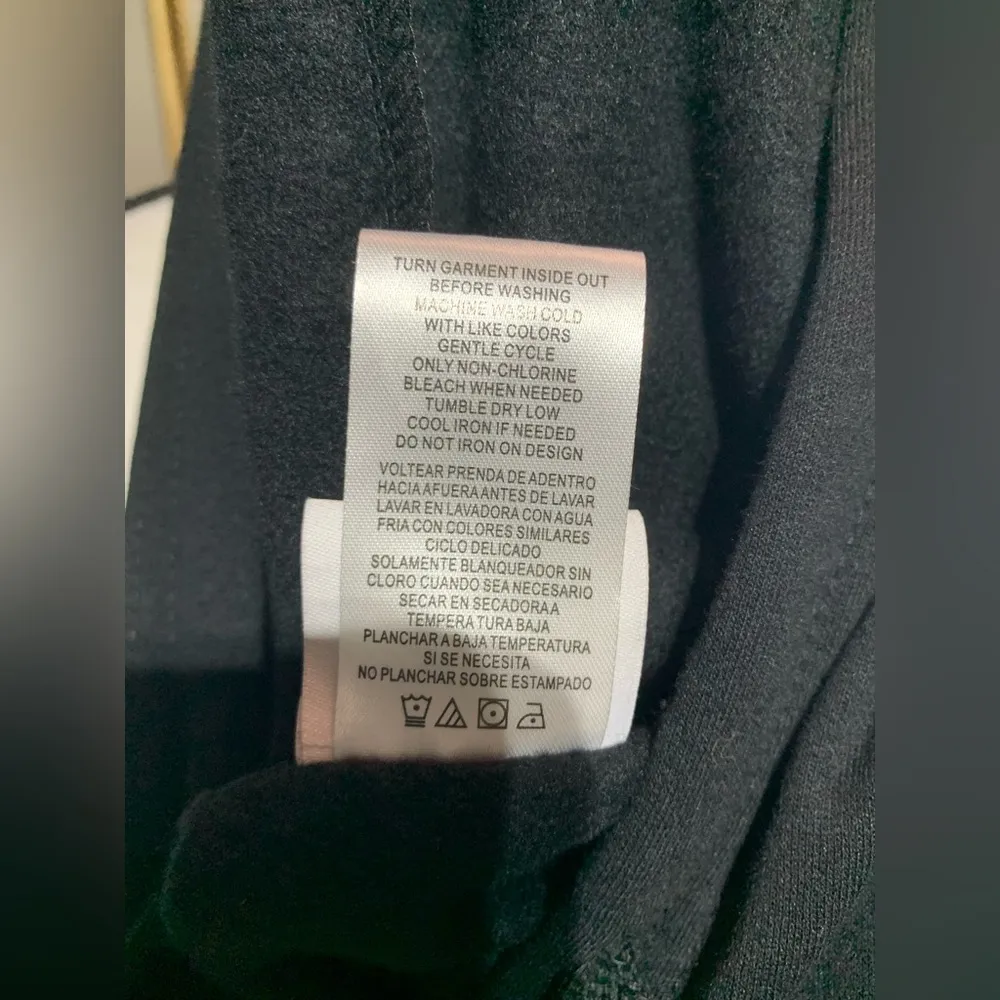 TURN GARMENT INSIDE OUT
BEFORE WASHING
MACHINE WASH COLD
WITH LIKE COLORS
GENTLE CYCLE
ONLY NON-CHLORINE
BLEACH WHEN NEEDED
TUMBLE DRY LOW
COOL IRON IF NEEDED
DO NOT IRON ON DESIGN
VOLTEAR PRENDA DE ADENTRO
HACIA AFUERA ANTES DE LAVAR
LAVAR EN LAVADORA CON AGUA
FRIA CON COLORES SIMILARES
CICLO DELICADO
SOLAMENTE BLANQUEADOR SIN
CLORO CUANDO SEA NECESARIO
SECAR EN SECADORA A
TEMPERATURA BAJA
PLANCHAR A BAJA TEMPERATURA
SI SE NECESITA
NO PLANCHAR SOBRE ESTAMPADO